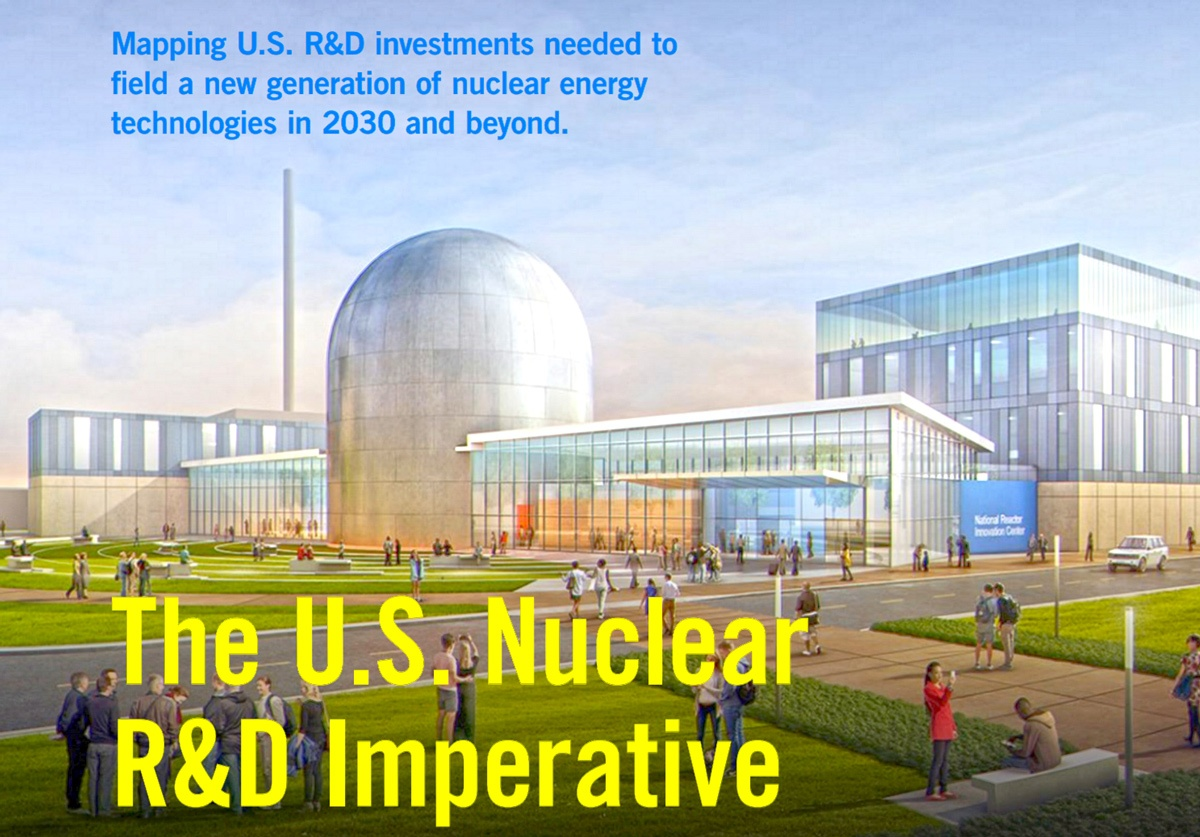 Mapping U.S. R&D investments needed to
field a new generation of nuclear energy
technologies in 2030 and beyond.
National Reactor
Innovation Center
The U.S. Nuclear
R&D Imperative